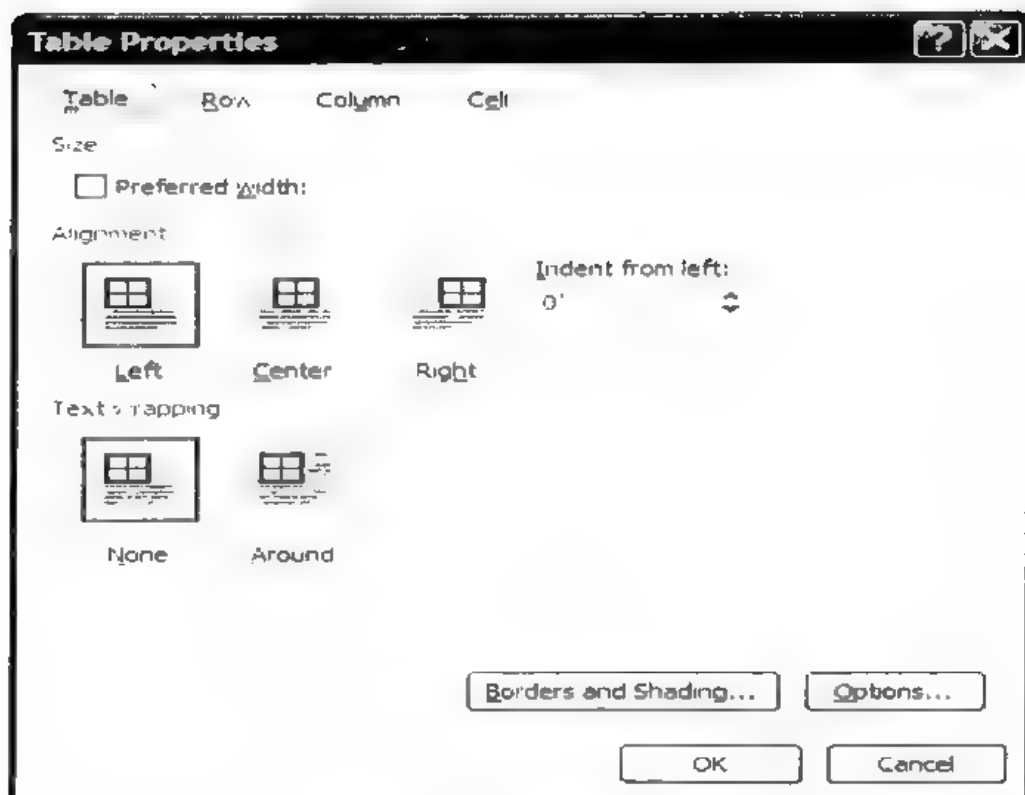 Table Properties
Table Row Column Cell
Size
Preferred width:
Alignment
Indent from left:
0"
Left Center Right
Text wrapping
None Around
Borders and Shading... Options...
OK Cancel